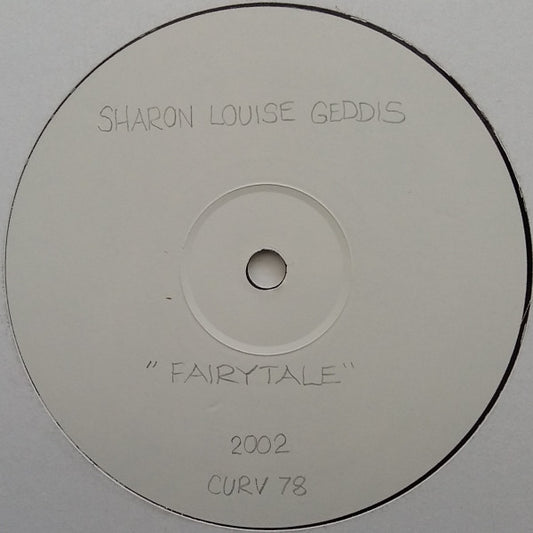 SHARON LOUISE GEDDIS
"FAIRYTALE"
2002
CURV 78